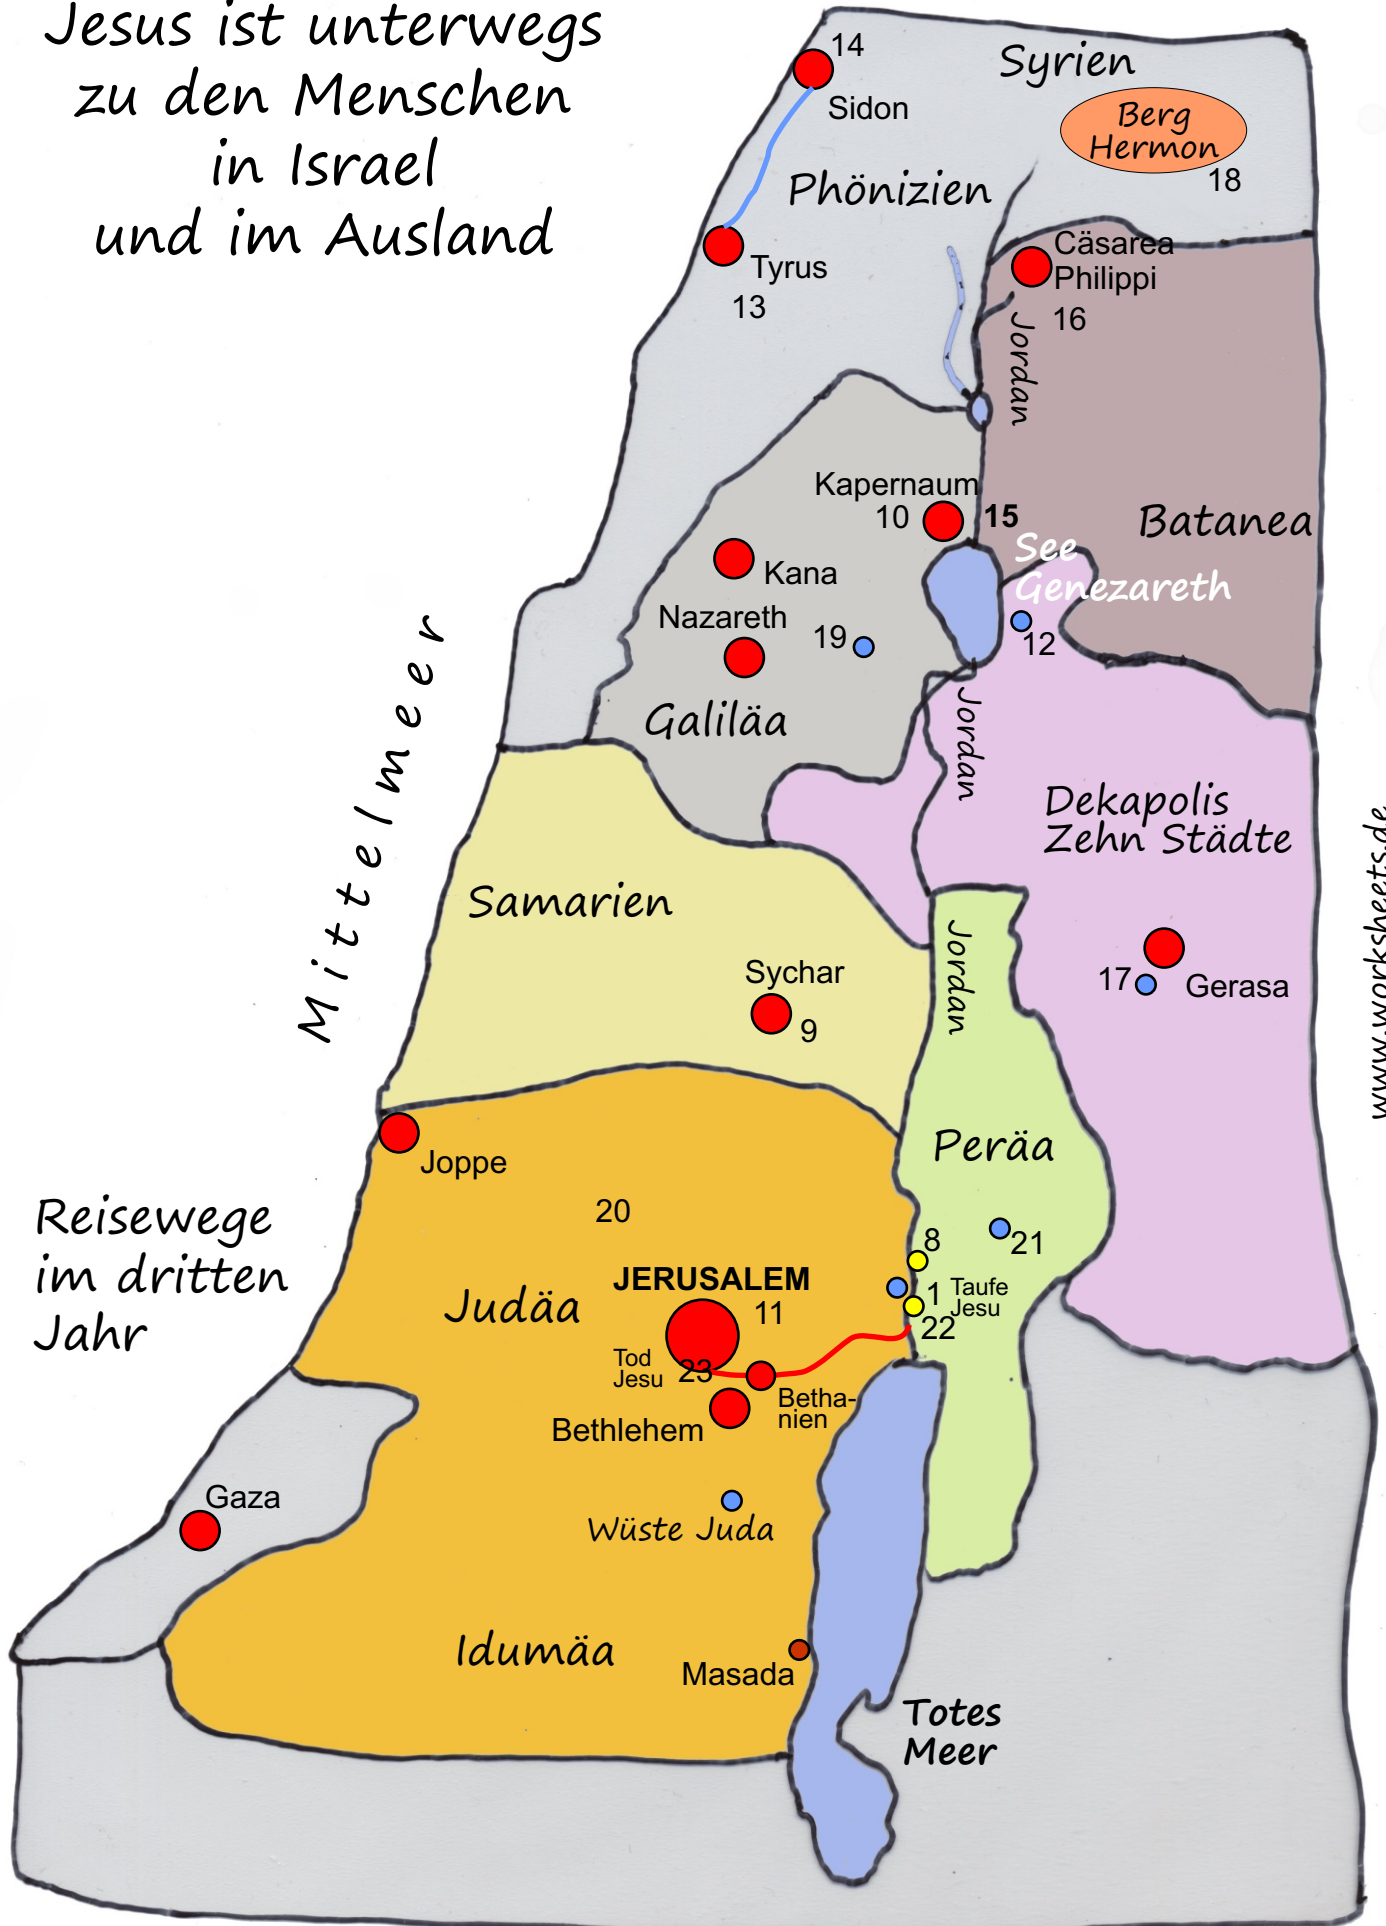 Jesus ist unterwegs
zu den Menschen
in Israel
und im Ausland
14
Sidon
Syrien
Berg
Hermon
18
Phönizien
Tyrus
13
Cäsarea
Philippi
16
Jordan
Kapernaum
10
15
Batanea
See
Genezareth
Kana
Nazareth
19
12
Galiläa
Jordan
Mittelmeer
Dekapolis
Zehn Städte
www.worksheets.de
Samarien
Jordan
Sychar
9
17
Gerasa
Joppe
Peräa
Reisewege
im dritten
Jahr
20
8
21
JERUSALEM
Judäa
11
1
Taufe
Jesu
22
Tod
Jesu
23
Betha-
nien
Bethlehem
Gaza
Wüste Juda
Idumäa
Masada
Totes
Meer